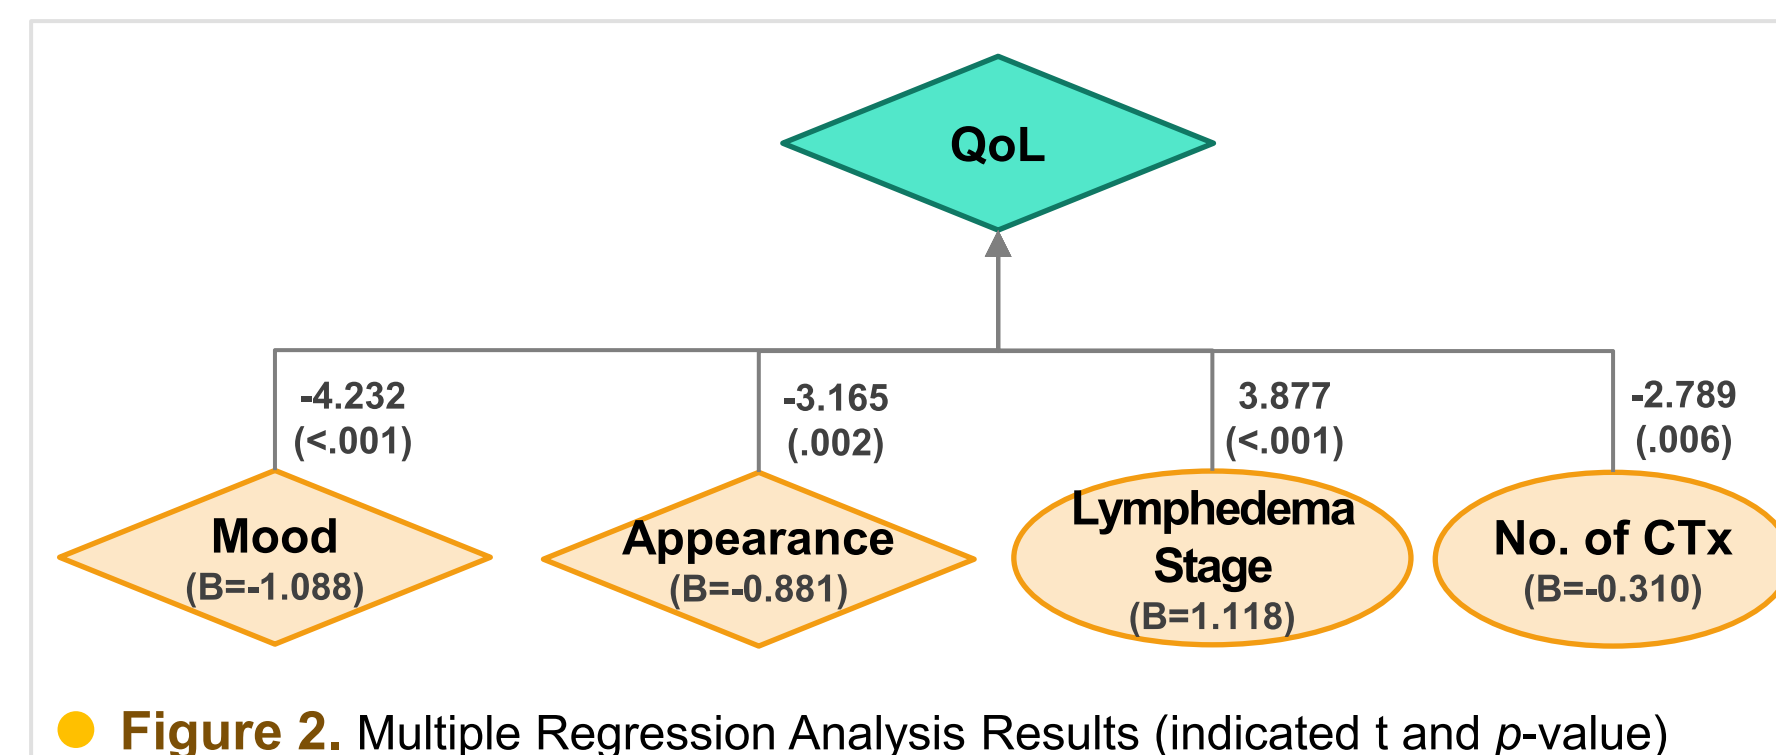 QoL
-4.232
(<.001)
-3.165
(.002)
3.877
(<.001)
-2.789
(.006)
Mood
(B=-1.088)
Appearance
(B=-0.881)
Lymphedema
Stage
(B=1.118)
No. of CTx
(B=-0.310)
Figure 2. Multiple Regression Analysis Results (indicated t and p-value)